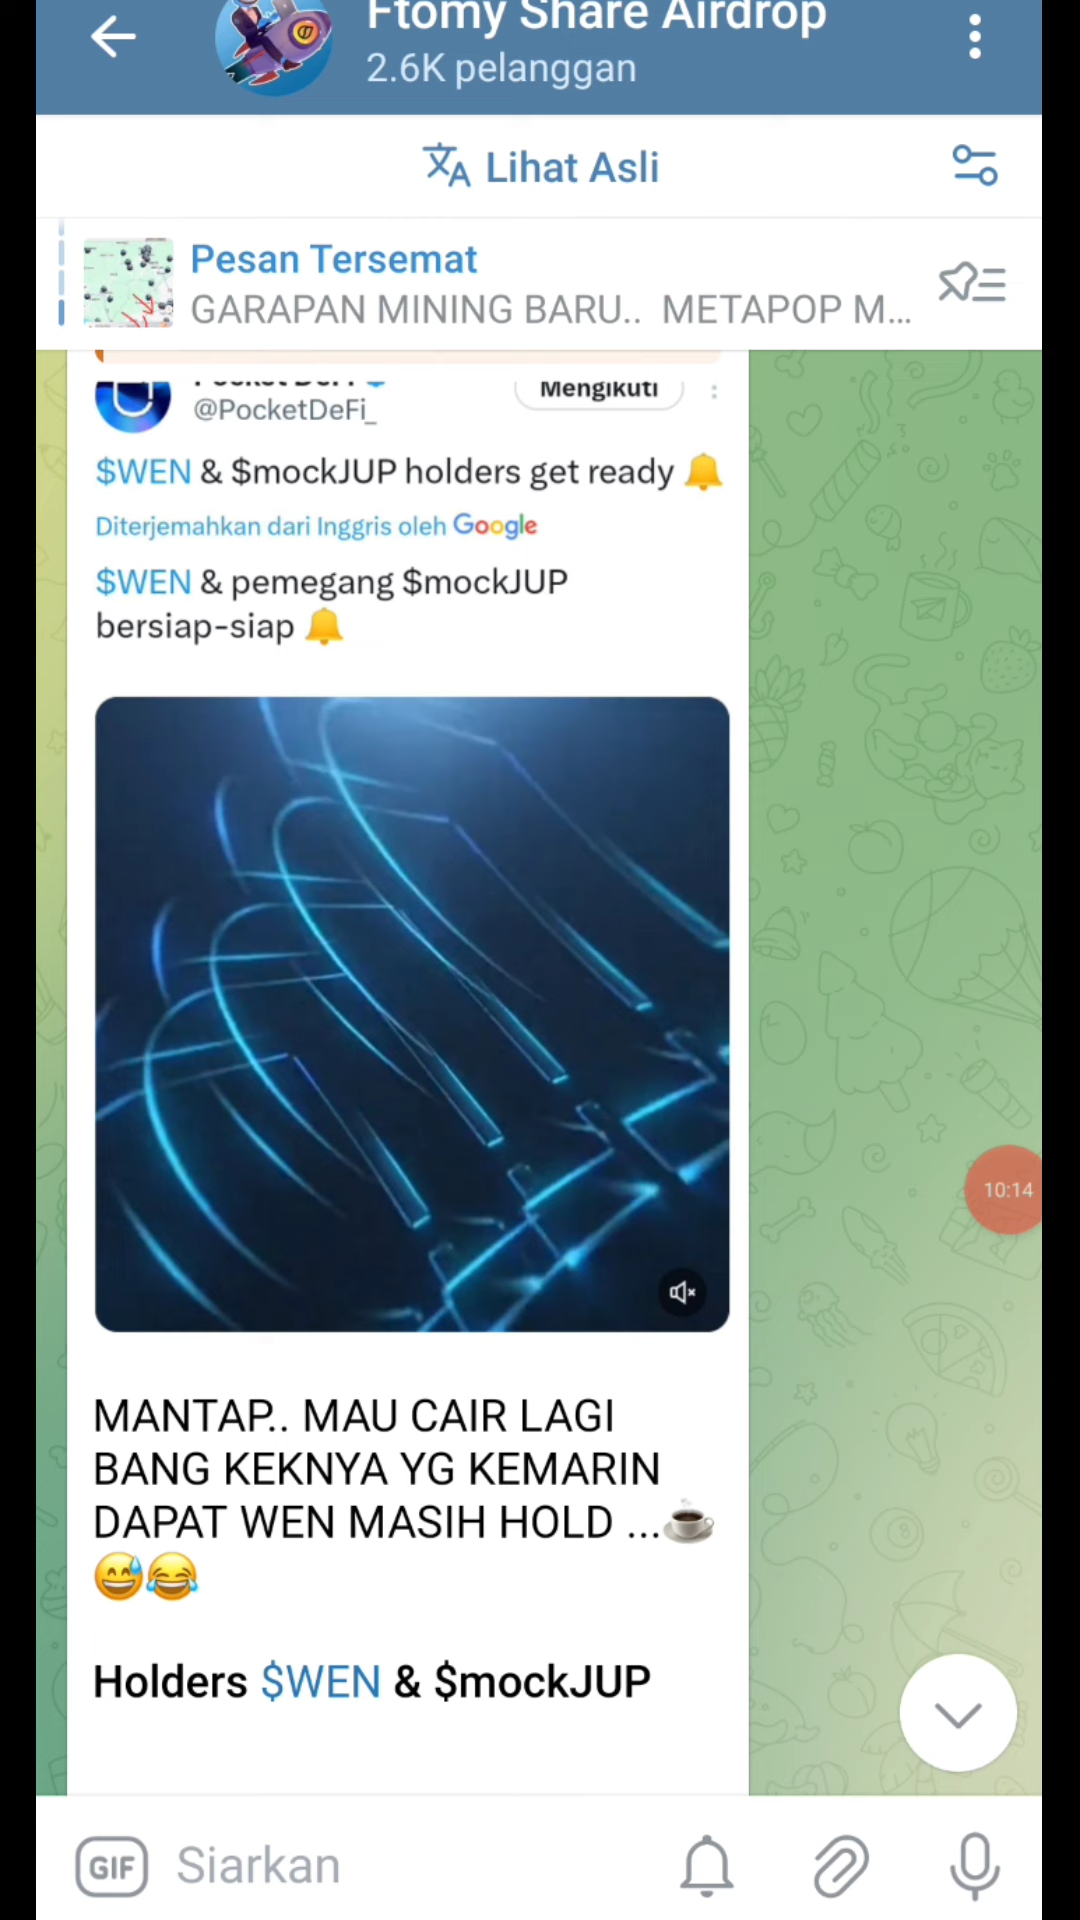 Ftomy Share Airdrop
2.6K pelanggan
Lihat Asli
Pesan Tersemat
GARAPAN MINING BARU.. METAPOP M...
Mengikuti
@PocketDeFi_
$WEN & $mockJUP holders get ready 🔔
Diterjemahkan dari Inggris oleh Google
$WEN & pemegang $mockJUP
bersiap-siap 🔔
10:14
MANTAP.. MAU CAIR LAGI
BANG KEKNYA YG KEMARIN
DAPAT WEN MASIH HOLD ...☕
😅😂
Holders $WEN & $mockJUP
GIF Siarkan